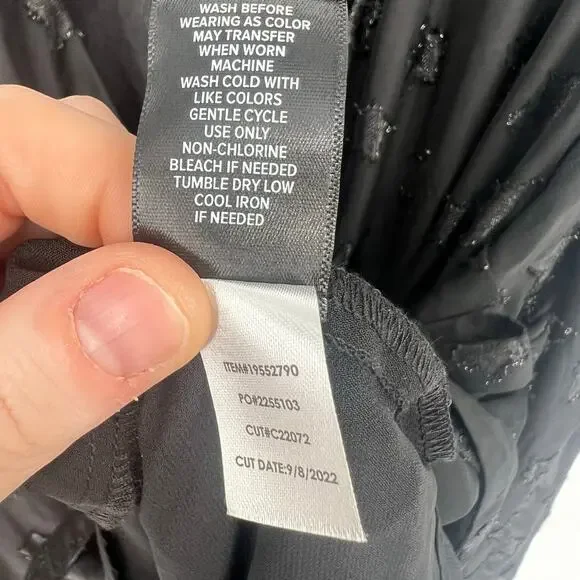 WASH BEFORE
WEARING AS COLOR
MAY TRANSFER
WHEN WORN
MACHINE
WASH COLD WITH
LIKE COLORS
GENTLE CYCLE
USE ONLY
NON-CHLORINE
BLEACH IF NEEDED
TUMBLE DRY LOW
COOL IRON
IF NEEDED
ITEM#19552790
PO#2255103
CUT#C22072
CUT DATE:9/8/2022